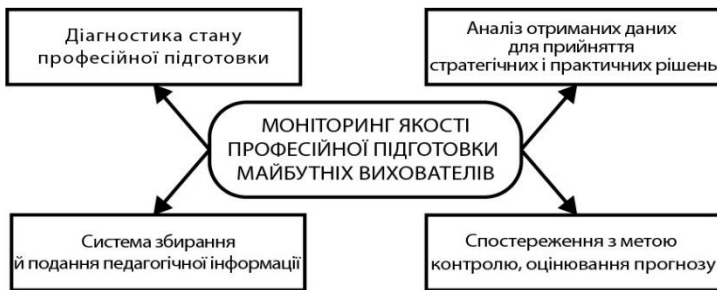 Діагностика стану
професійної підготовки
Аналіз отриманих даних
для прийняття
стратегічних і практичних рішень
МОНІТОРИНГ ЯКОСТІ
ПРОФЕСІЙНОЇ ПІДГОТОВКИ
МАЙБУТНІХ ВИХОВАТЕЛІВ
Система збирання
й подання педагогічної інформації
Спостереження з метою
контролю, оцінювання прогнозу